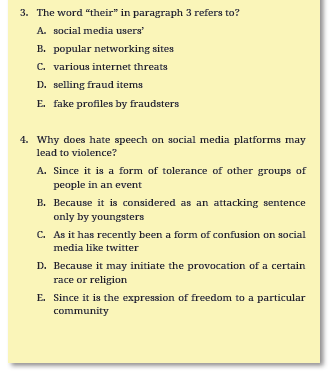 3. The word “their” in paragraph 3 refers to?
A. social media users’
B. popular networking sites
C. various internet threats
D. selling fraud items
E. fake profiles by fraudsters
4. Why does hate speech on social media platforms may
lead to violence?
A. Since it is a form of tolerance of other groups of
people in an event
B. Because it is considered as an attacking sentence
only by youngsters
C. As it has recently been a form of confusion on social
media like twitter
D. Because it may initiate the provocation of a certain
race or religion
E. Since it is the expression of freedom to a particular
community